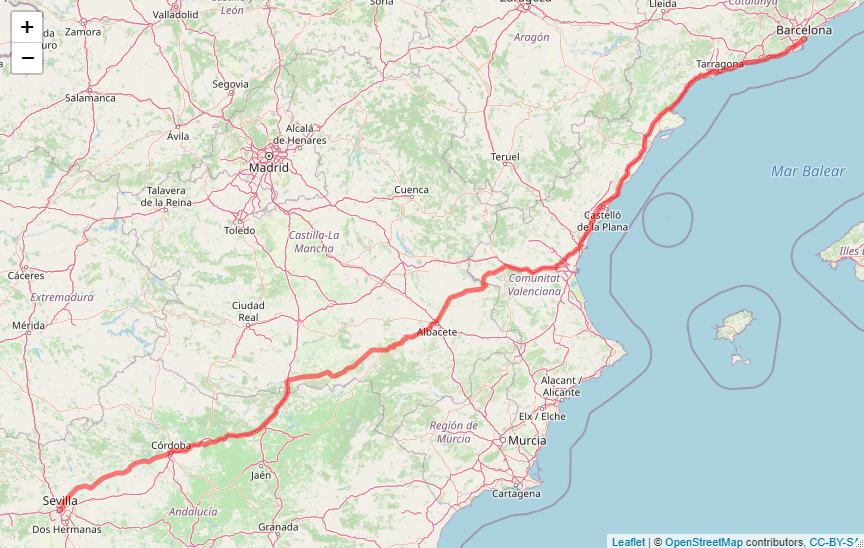 +
−
Zamora
Valladolid
León
Soria
Lleida
Catalunya
Barcelona
Aragón
Tarragona
Segovia
Salamanca
Ávila
Alcalá
de Henares
Madrid
Teruel
Cuenca
Talavera
de la Reina
Toledo
Mar Balear
Castelló
de la Plana
Castilla-La
Mancha
Illes
Cáceres
Extremadura
Comunitat
Valenciana
Ciudad
Real
Mérida
Albacete
Alacant /
Alicante
Elx / Elche
Región de
Murcia
Murcia
Córdoba
Jaén
Cartagena
Sevilla
Andalucía
Dos Hermanas
Granada
Leaflet | © OpenStreetMap contributors, CC-BY-SA